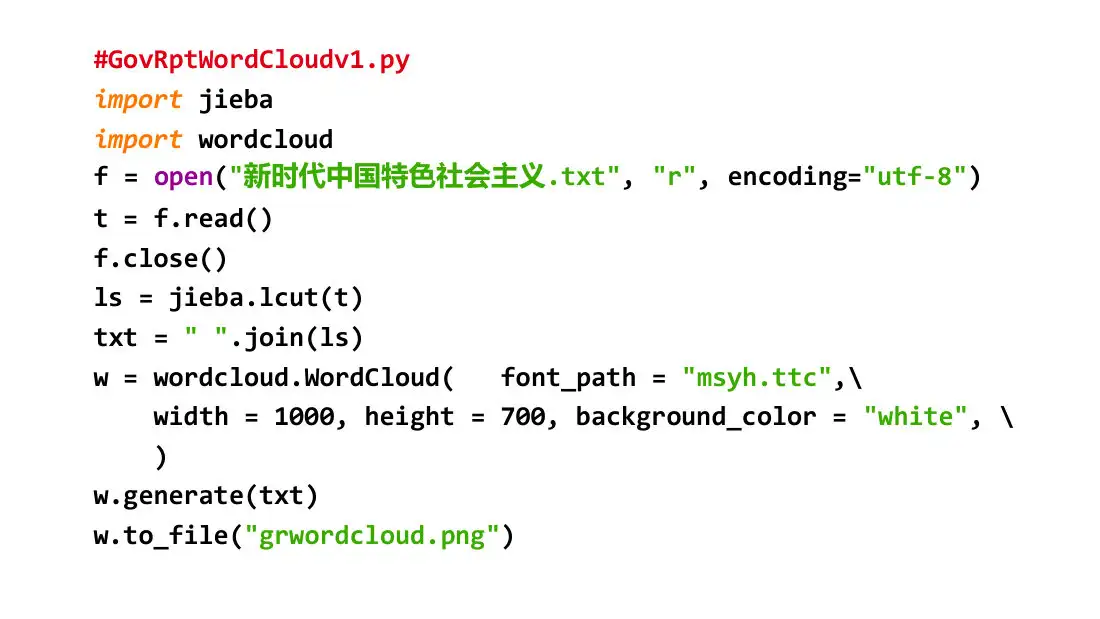 #GovRptWordCloudv1.py
import jieba
import wordcloud
f = open("新时代中国特色社会主义.txt", "r", encoding="utf-8")
t = f.read()
f.close()
ls = jieba.lcut(t)
txt = " ".join(ls)
w = wordcloud.WordCloud(   font_path = "msyh.ttc",\
    width = 1000, height = 700, background_color = "white", \
    )
w.generate(txt)
w.to_file("grwordcloud.png")